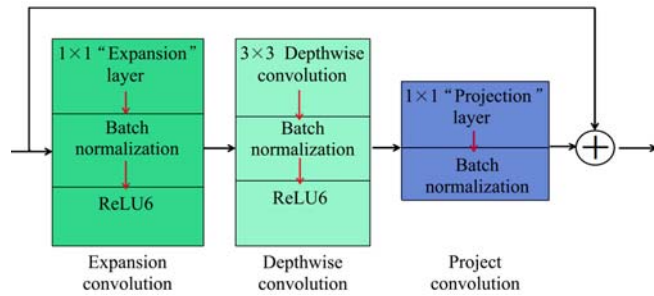 1×1 “Expansion”
layer
Batch
normalization
ReLU6
3×3 Depthwise
convolution
Batch
normalization
ReLU6
1×1 “Projection”
layer
Batch
normalization
Expansion
convolution
Depthwise
convolution
Project
convolution